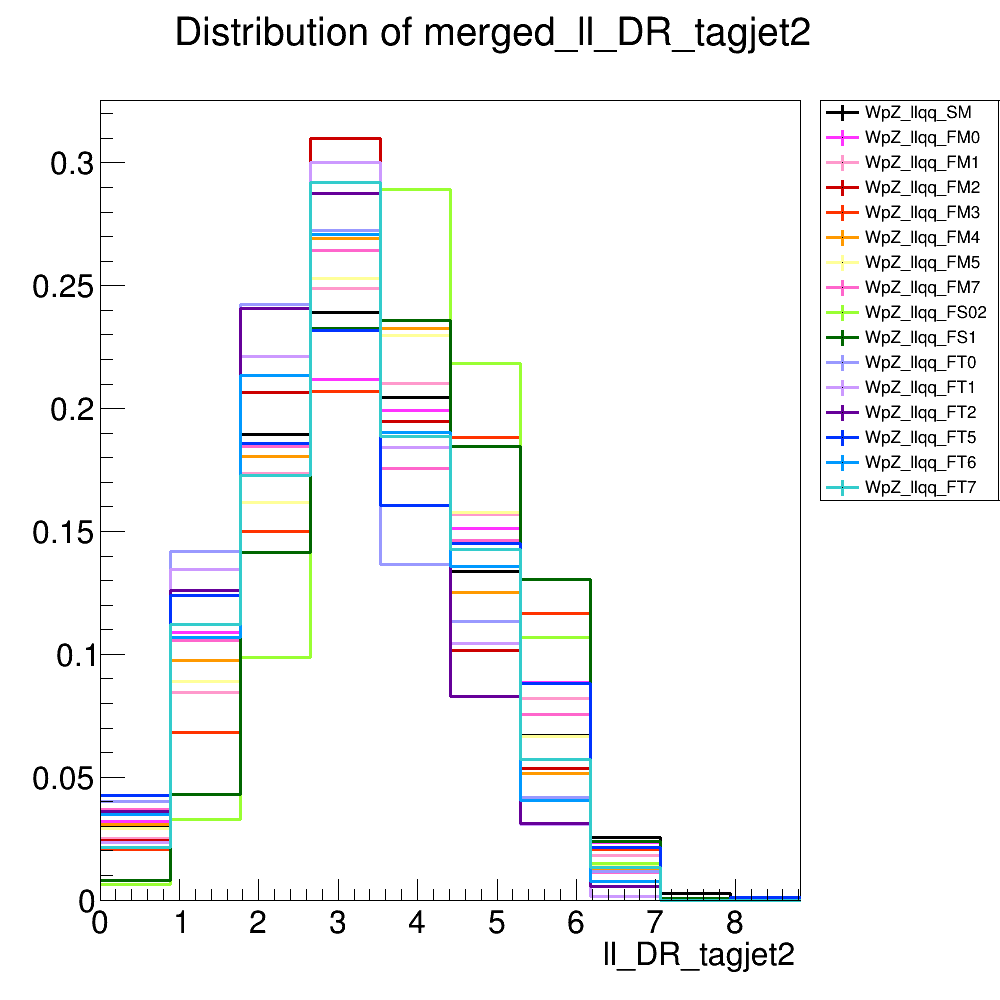 Distribution of merged_ll_DR_tagjet2
WpZ_llqq_SM
WpZ_llqq_FM0
WpZ_llqq_FM1
WpZ_llqq_FM2
WpZ_llqq_FM3
WpZ_llqq_FM4
WpZ_llqq_FM5
WpZ_llqq_FM7
WpZ_llqq_FS02
WpZ_llqq_FS1
WpZ_llqq_FT0
WpZ_llqq_FT1
WpZ_llqq_FT2
WpZ_llqq_FT5
WpZ_llqq_FT6
WpZ_llqq_FT7
0.3
0.25
0.2
0.15
0.1
0.05
0
0 1 2 3 4 5 6 7 8
ll_DR_tagjet2